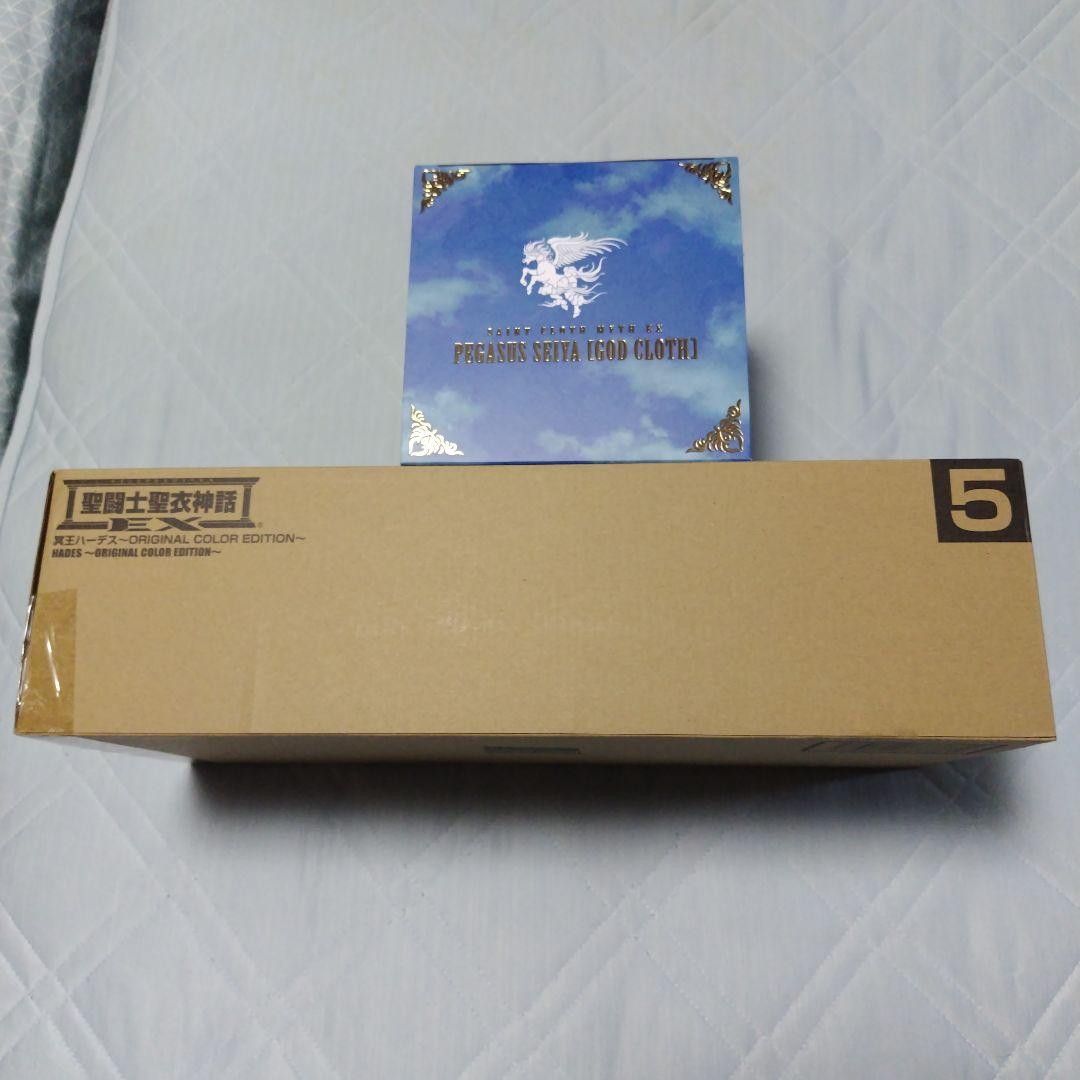 SAINT CLOTH MYTH EX
PEGASUS SEIYA [GOD CLOTH]
聖闘士聖衣神話
EX
冥王ハーデス～ORIGINAL COLOR EDITION～
HADES ～ORIGINAL COLOR EDITION～
5